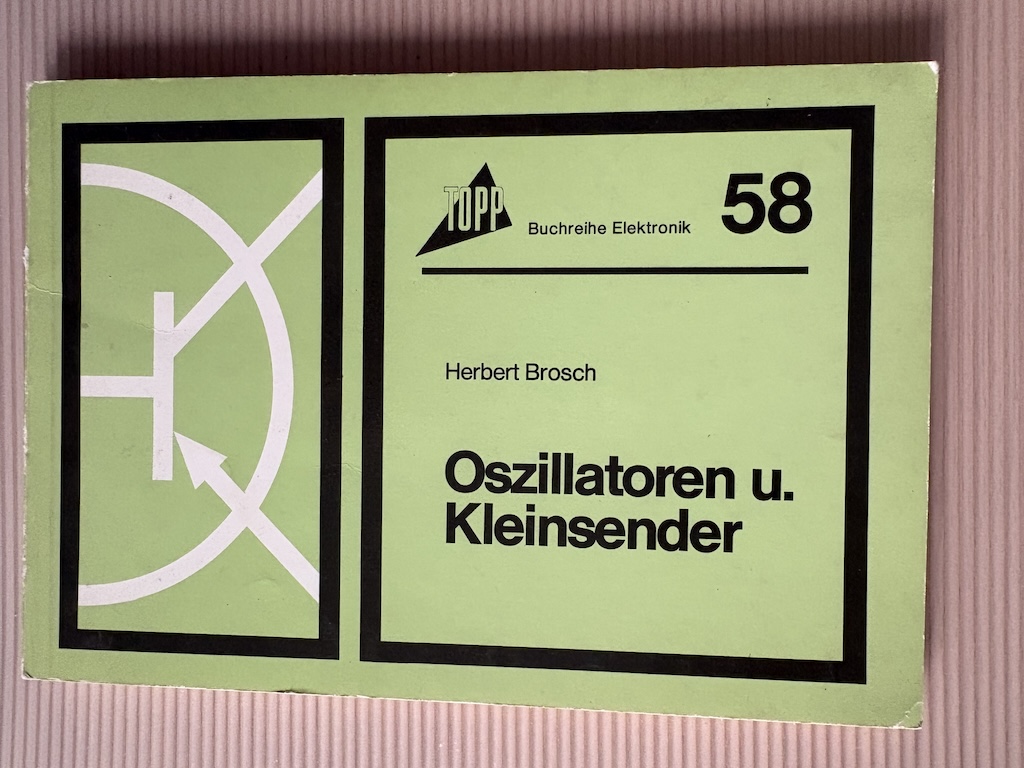 TOPP
Buchreihe Elektronik 58
Herbert Brosch
Oszillatoren u.
Kleinsender